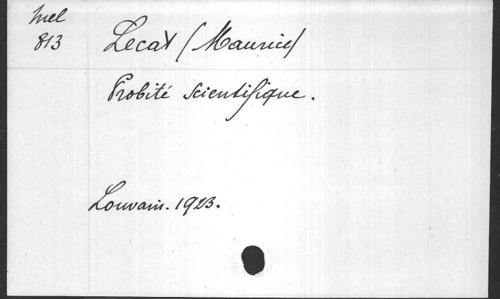 Mel
813
Lecat (Maurice)
Probité scientifique.
Louvain. 1923.